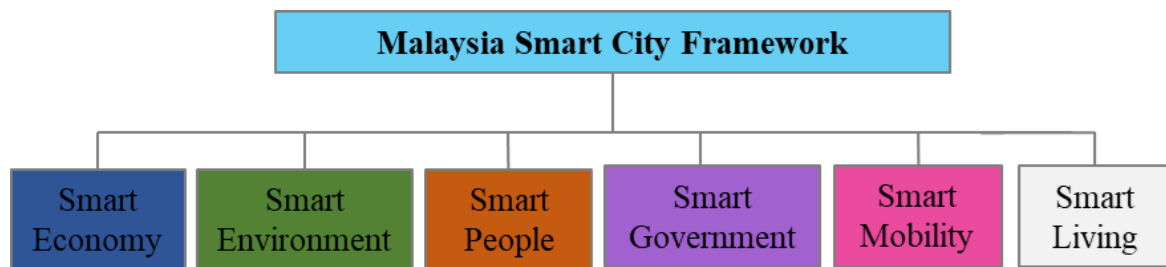 Malaysia Smart City Framework
Smart
Economy
Smart
Environment
Smart
People
Smart
Government
Smart
Mobility
Smart
Living